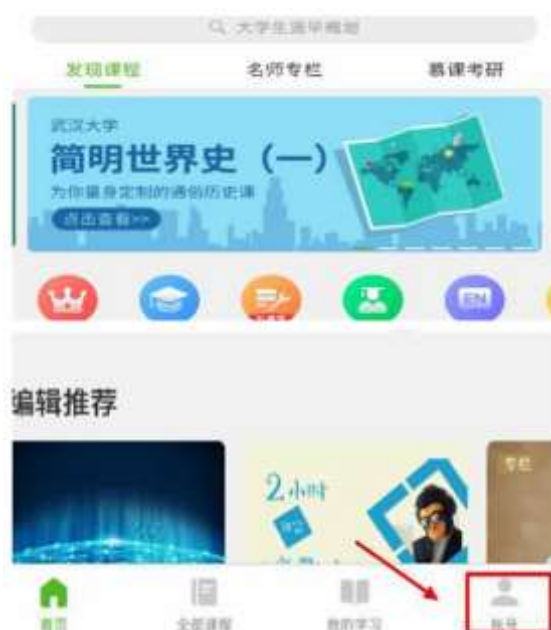 大学生涯早规划
发现课程 名师专栏 慕课考研
武汉大学
简明世界史（一）
为你量身定制的通俗历史课
点击查看>>
EN
编辑推荐
2小时
专栏
首页 全部课程 我的学习 账号